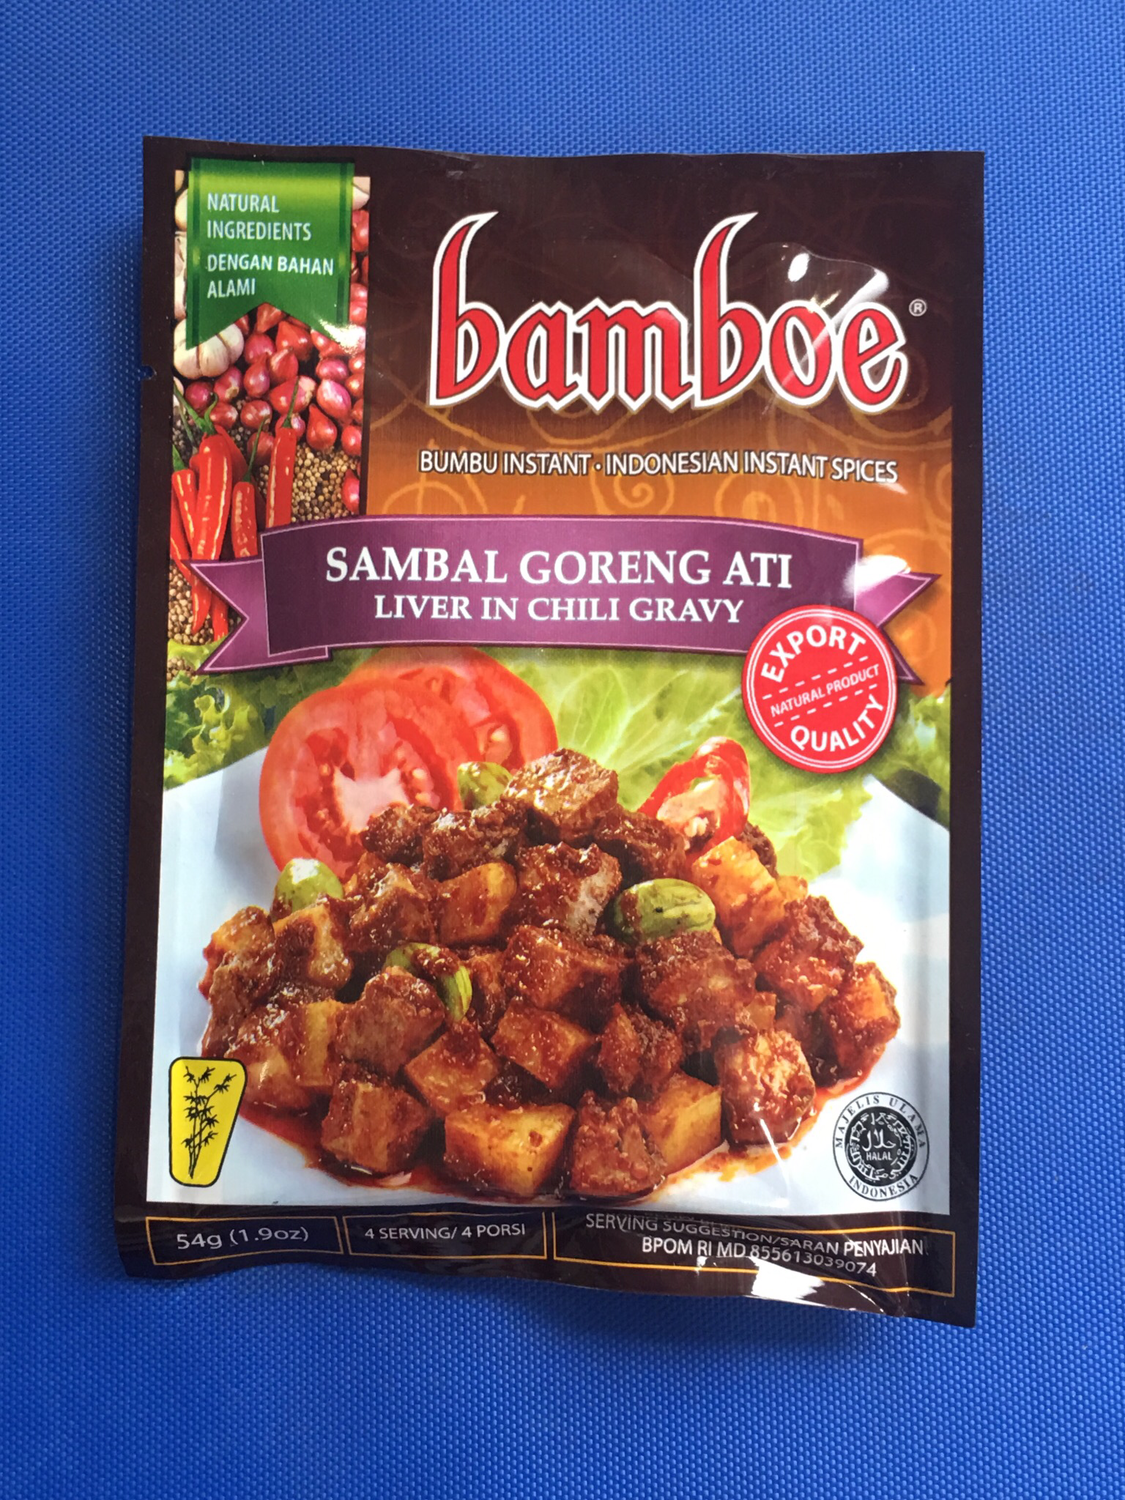 NATURAL
INGREDIENTS
DENGAN BAHAN
ALAMI
bamboe®
BUMBU INSTANT · INDONESIAN INSTANT SPICES
SAMBAL GORENG ATI
LIVER IN CHILI GRAVY
EXPORT
NATURAL PRODUCT
QUALITY
MAJELIS ULAMA
HALAL
INDONESIA
54g (1.9oz)
4 SERVING/ 4 PORSI
SERVING SUGGESTION/SARAN PENYAJIAN
BPOM RI MD 855613039074